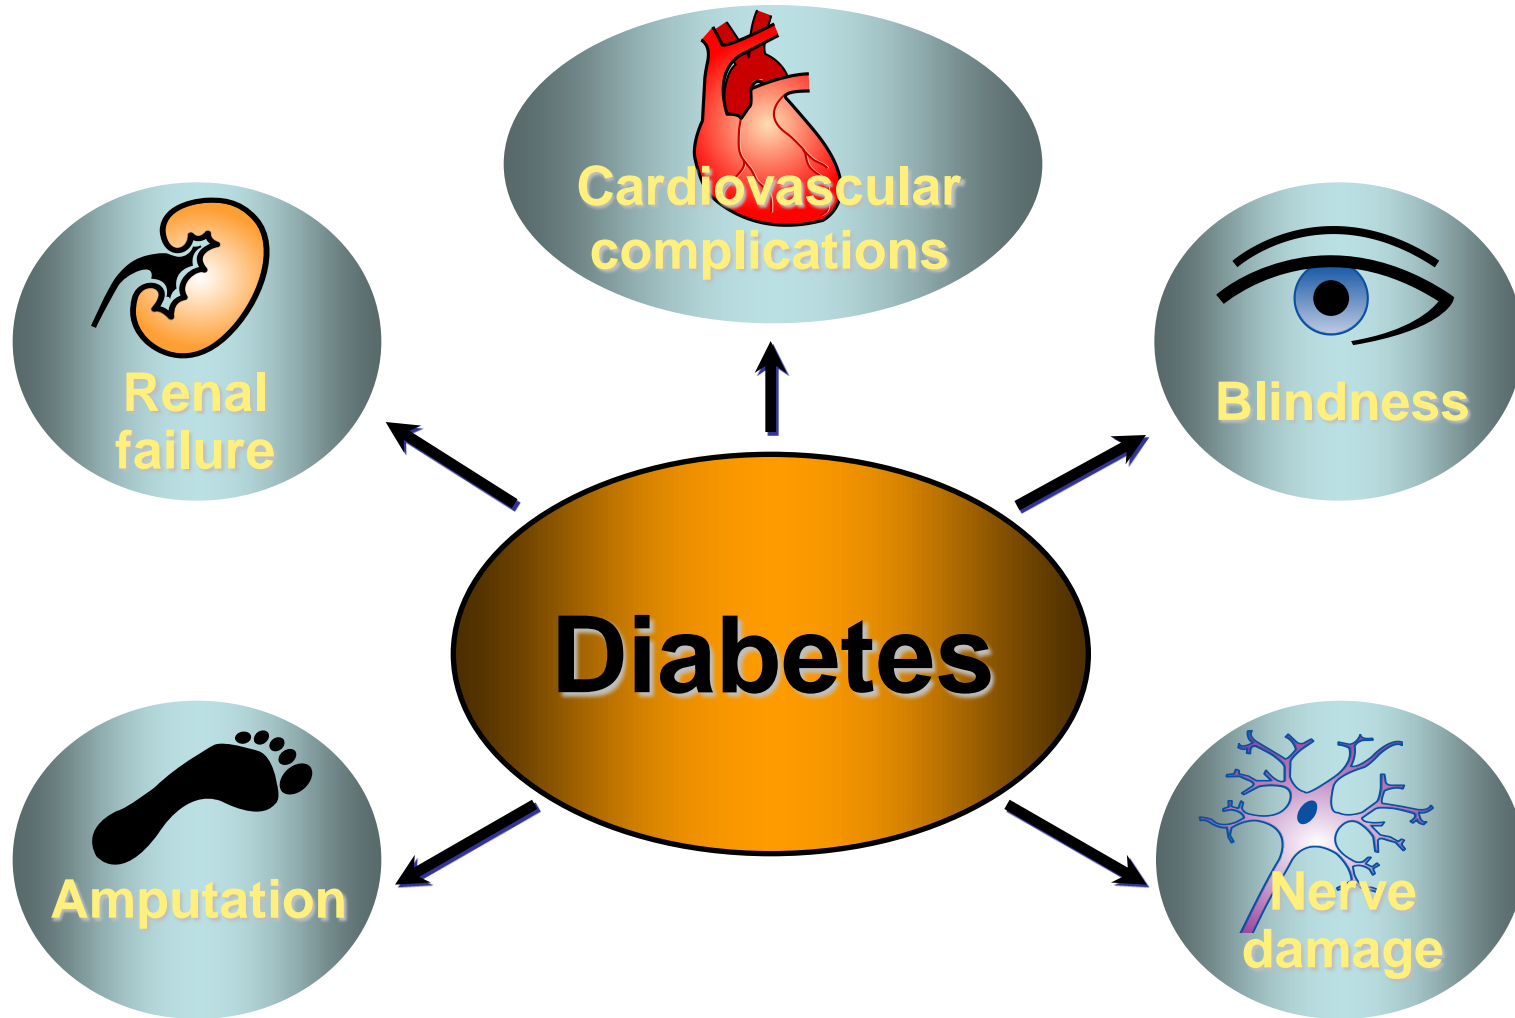 Cardiovascular
complications
Renal
failure
Blindness
Diabetes
Amputation
Nerve
damage